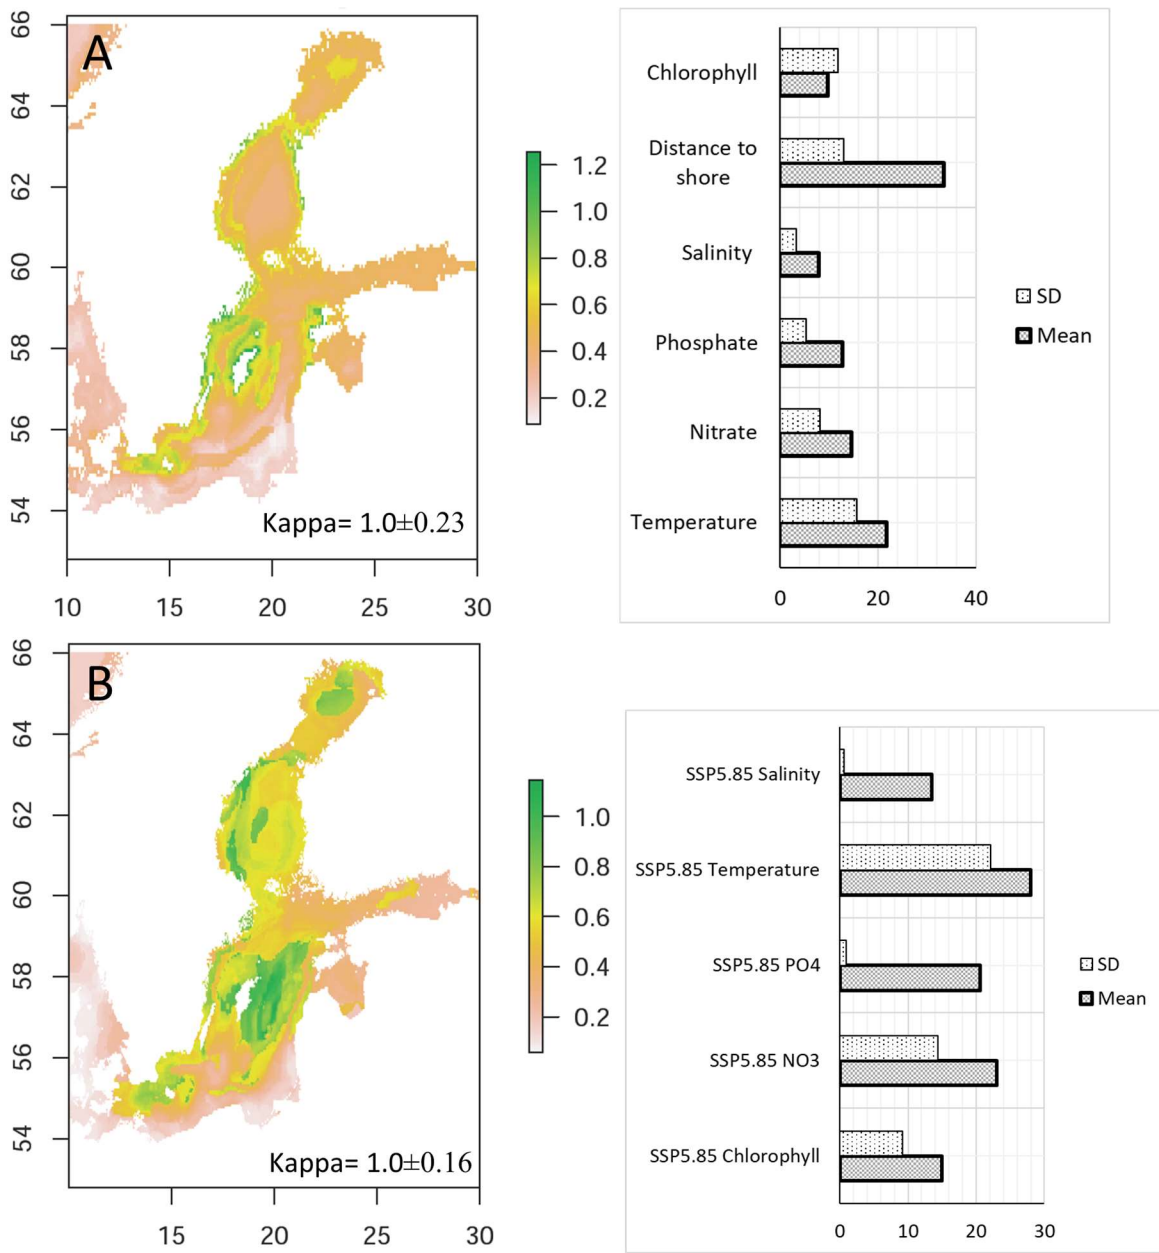 A
66
64
62
60
58
56
54
10
15
20
25
30
Kappa= 1.0±0.23
1.2
1.0
0.8
0.6
0.4
0.2
Chlorophyll
Distance to
shore
Salinity
Phosphate
Nitrate
Temperature
0
20
40
SD
Mean
B
66
64
62
60
58
56
54
15
20
25
30
Kappa= 1.0±0.16
1.0
0.8
0.6
0.4
0.2
SSP5.85 Salinity
SSP5.85 Temperature
SSP5.85 PO4
SSP5.85 NO3
SSP5.85 Chlorophyll
0
10
20
30
SD
Mean